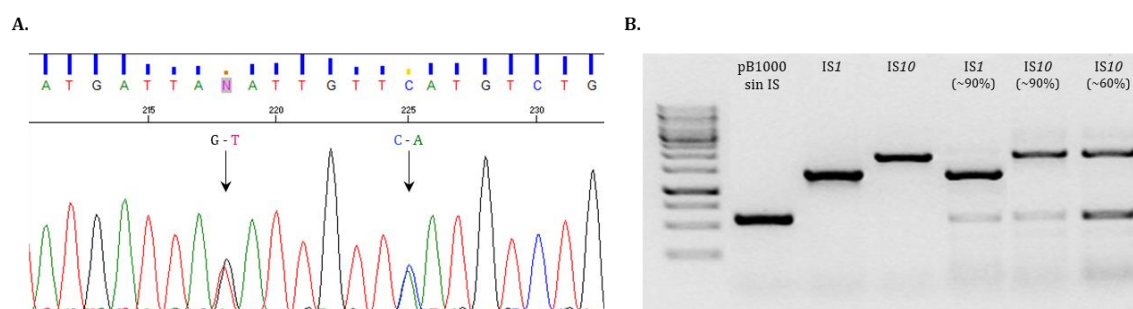 A.
A T G A T T A N A T T G T T C A T G T C T G
215 220 225 230
G - T C - A
B.
pB1000 sin IS
IS1
IS10
IS1 (~90%)
IS10 (~90%)
IS10 (~60%)